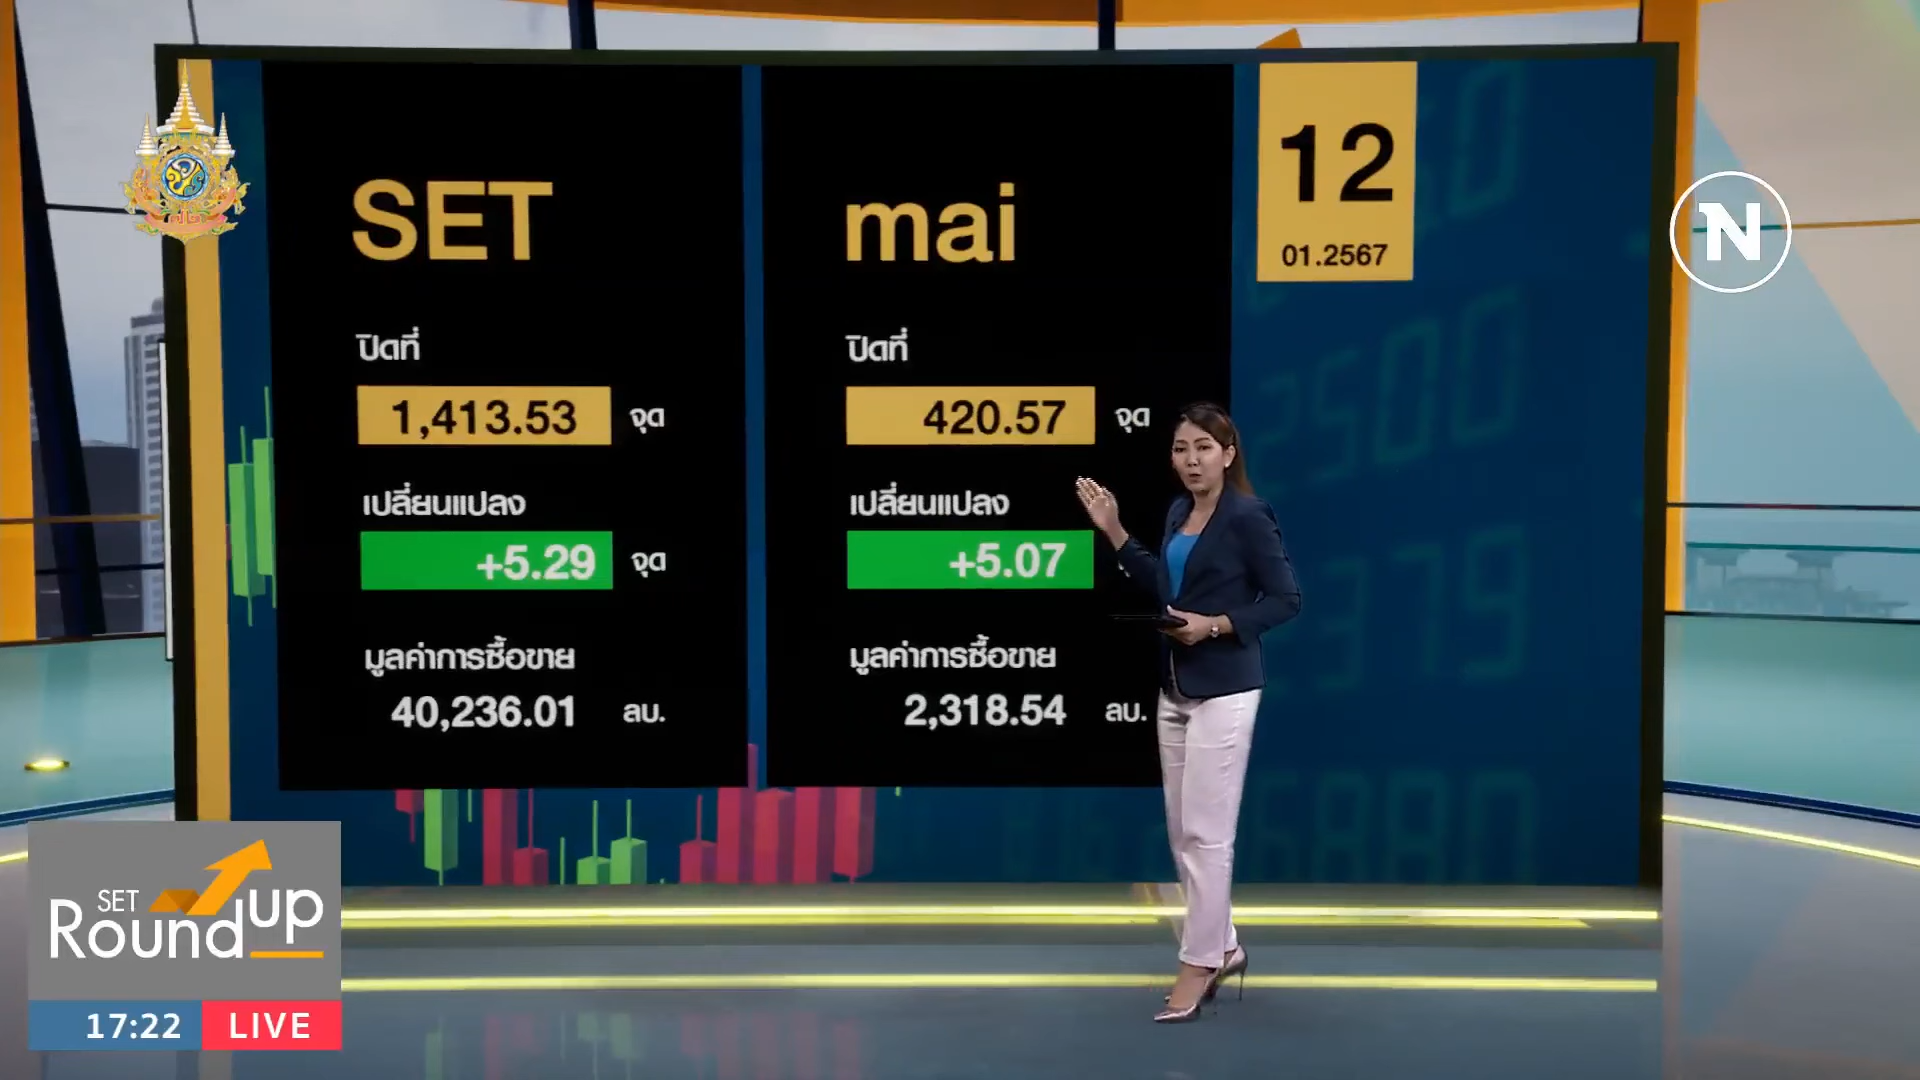 SET
ปิดที่
1,413.53 จุด
เปลี่ยนแปลง
+5.29 จุด
มูลค่าการซื้อขาย
40,236.01 ลบ.
mai
ปิดที่
420.57 จุด
เปลี่ยนแปลง
+5.07
มูลค่าการซื้อขาย
2,318.54 ลบ.
12
01.2567
N
SET
Roundup
17:22 LIVE